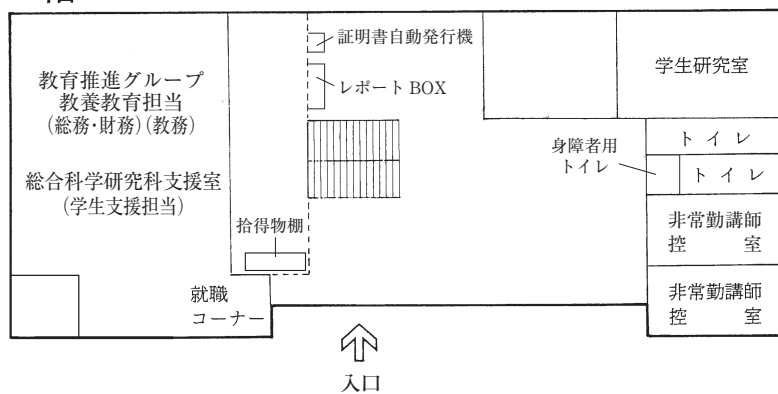 証明書自動発行機
レポートBOX
教育推進グループ
教養教育担当
(総務・財務)(教務)
総合科学研究科支援室
(学生支援担当)
拾得物棚
就職
コーナー
学生研究室
トイレ
身障者用
トイレ
トイレ
非常勤講師
控室
非常勤講師
控室
入口